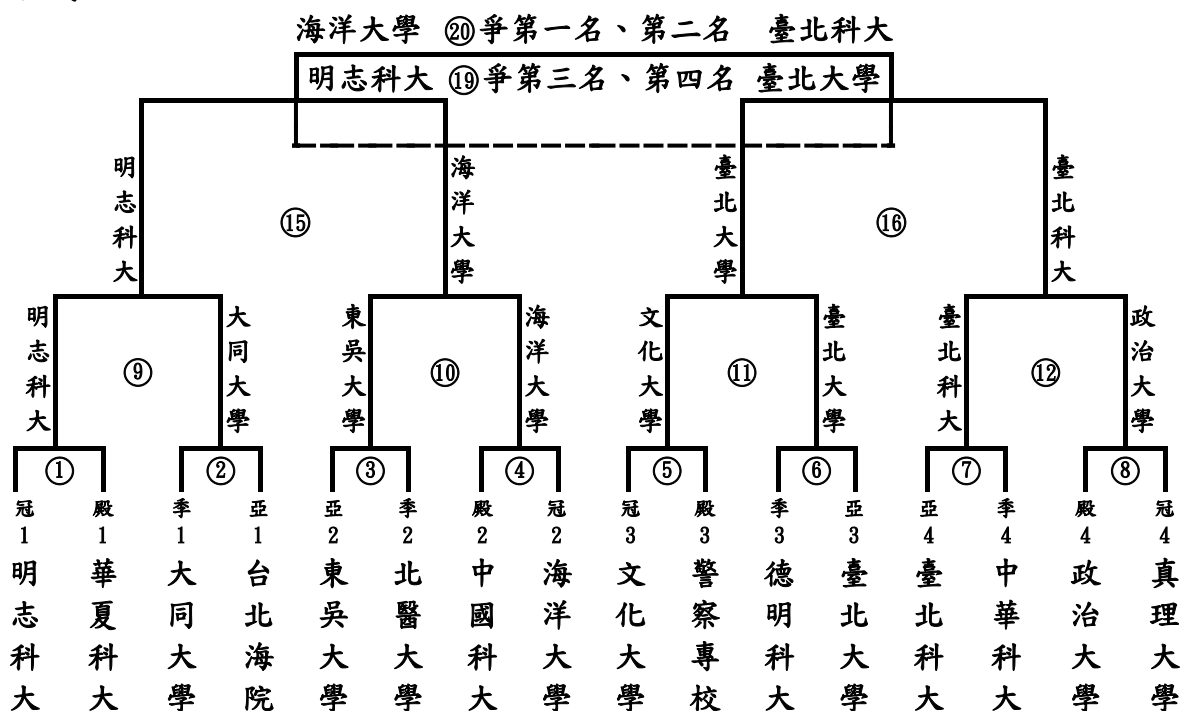 海洋大學 ⑳爭第一名、第二名 臺北科大
明志科大 ⑲爭第三名、第四名 臺北大學
明志科大
海洋大學
臺北大學
臺北科大
⑮
⑯
明志科大
大同大學
東吳大學
海洋大學
文化大學
臺北大學
臺北科大
政治大學
⑨
⑩
⑪
⑫
① ② ③ ④ ⑤ ⑥ ⑦ ⑧
冠1明志科大
殿1華夏科大
季1大同大學
亞1台北海院
亞2東吳大學
季2北醫大學
殿2中國科大
冠2海洋大學
冠3文化大學
殿3警察專校
季3德明科大
亞3臺北大學
亞4臺北科大
季4中華科大
殿4政治大學
冠4真理大學